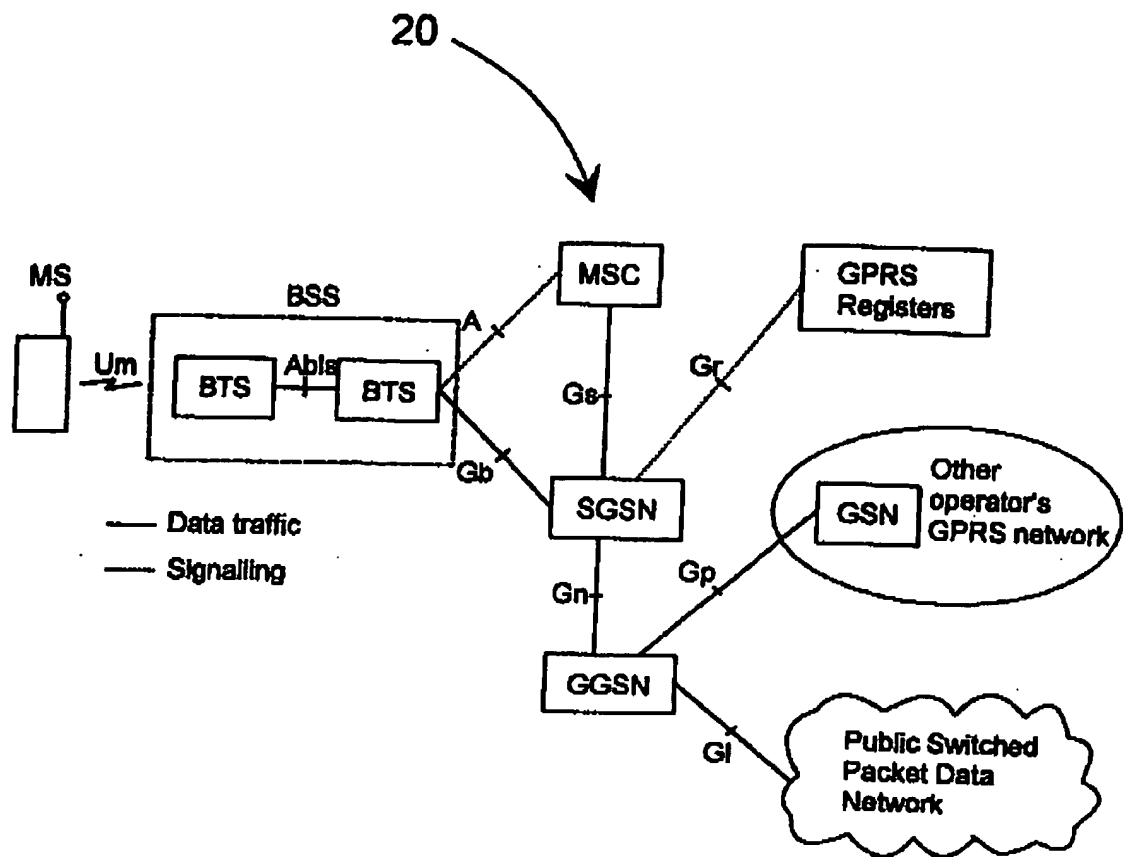 20
MS
Um
BSS
BTS
Abis
BTS
A
Gb
MSC
Gs
GPRS
Registers
Gr
SGSN
Other
operator's
GPRS network
GSN
Data traffic
Signalling
Gn
Gp
GGSN
GI
Public Switched
Packet Data
Network